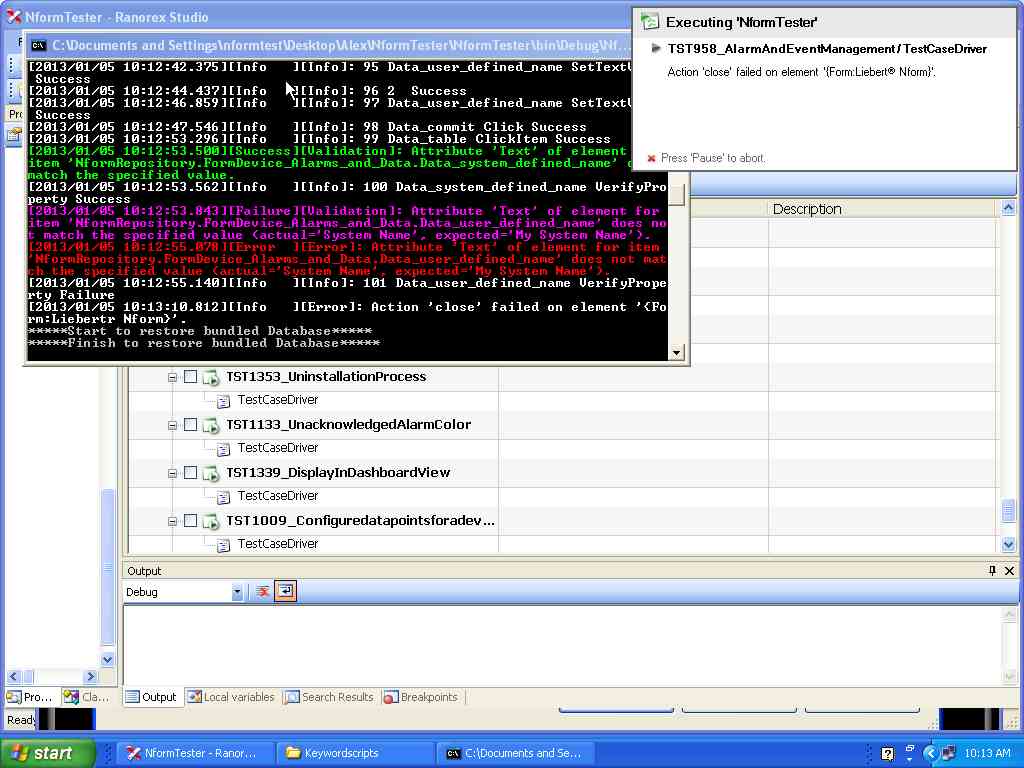 NformTester - Ranorex Studio
C:\Documents and Settings\nformtest\Desktop\Alex\NformTester\NformTester\bin\Debug\Nf...
[2013/01/05 10:12:42.375][Info   ][Info]: 95 Data_user_defined_name SetText
Success
[2013/01/05 10:12:44.437][Info   ][Info]: 96 2  Success
[2013/01/05 10:12:46.859][Info   ][Info]: 97 Data_user_defined_name SetText
Success
[2013/01/05 10:12:47.546][Info   ][Info]: 98 Data_commit Click Success
[2013/01/05 10:12:53.296][Info   ][Info]: 99 Data_table ClickItem Success
[2013/01/05 10:12:53.500][Success][Validation]: Attribute 'Text' of element for
item 'NformRepository.FormDevice_Alarms_and_Data.Data_system_defined_name'
match the specified value.
[2013/01/05 10:12:53.562][Info   ][Info]: 100 Data_system_defined_name VerifyPro
perty Success
[2013/01/05 10:12:53.843][Failure][Validation]: Attribute 'Text' of element for
item 'NformRepository.FormDevice_Alarms_and_Data.Data_user_defined_name' does no
t match the specified value (actual='System Name', expected='My System Name').
[2013/01/05 10:12:55.078][Error  ][Error]: Attribute 'Text' of element for item
'NformRepository.FormDevice_Alarms_and_Data.Data_user_defined_name' does not mat
ch the specified value (actual='System Name', expected='My System Name').
[2013/01/05 10:12:55.140][Info   ][Info]: 101 Data_user_defined_name VerifyPrope
rty Failure
[2013/01/05 10:13:10.812][Info   ][Error]: Action 'close' failed on element '{Fo
rm:Liebertr Nform}'.
*****Start to restore bundled Database*****
*****Finish to restore bundled Database*****
Executing 'NformTester'
TST958_AlarmAndEventManagement/TestCaseDriver
Action 'close' failed on element '{Form:Liebert® Nform}'.
Press 'Pause' to abort.
Description
TST1353_UninstallationProcess
TestCaseDriver
TST1133_UnacknowledgedAlarmColor
TestCaseDriver
TST1339_DisplayInDashboardView
TestCaseDriver
TST1009_Configuredatapointsforadev...
TestCaseDriver
Output
Debug
Pro... Cla... Output Local variables Search Results Breakpoints
Ready
start NformTester - Ranor... Keywordscripts C:\Documents and Se... 10:13 AM